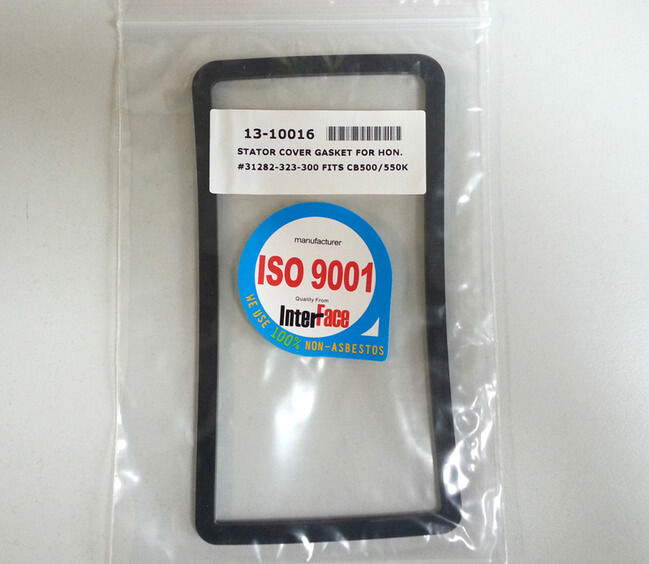 13-10016
STATOR COVER GASKET FOR HON.
#31282-323-300 FITS CB500/550K
manufacturer
ISO 9001
Quality From
InterFace
WE USE 100% NON-ASBESTOS